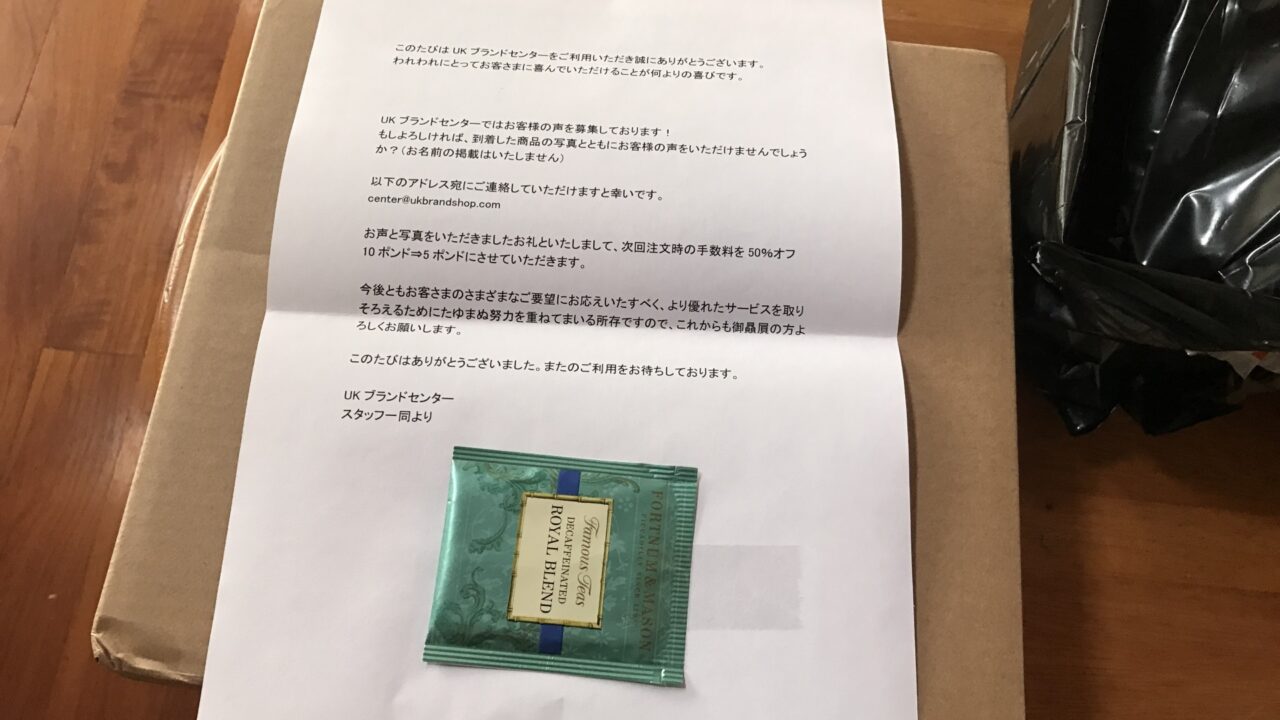 このたびは UK ブランドセンターをご利用いただき誠にありがとうございます。
われわれにとってお客さまに喜んでいただけることが何よりの喜びです。
UK ブランドセンターではお客様の声を募集しております！
もしよろしければ、到着した商品の写真とともにお客様の声をいただけませんでしょう
か？（お名前の掲載はいたしません）
以下のアドレス宛にご連絡していただけますと幸いです。
center@ukbrandshop.com
お声と写真をいただきましたお礼といたしまして、次回注文時の手数料を 50%オフ
10 ポンド⇒5 ポンドにさせていただきます。
今後ともお客さまのさまざまなご要望にお応えいたすべく、より優れたサービスを取り
そろえるためにたゆまぬ努力を重ねてまいる所存ですので、これからも御贔屓の方よ
ろしくお願いします。
このたびはありがとうございました。またのご利用をお待ちしております。
UK ブランドセンター
スタッフ一同より
FORTNUM & MASON
Famous Teas
DECAFFEINATED
ROYAL BLEND